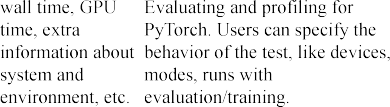 wall time, GPU
time, extra
information about
system and
environment, etc.
Evaluating and profiling for
PyTorch. Users can specify the
behavior of the test, like devices,
modes, runs with
evaluation/training.